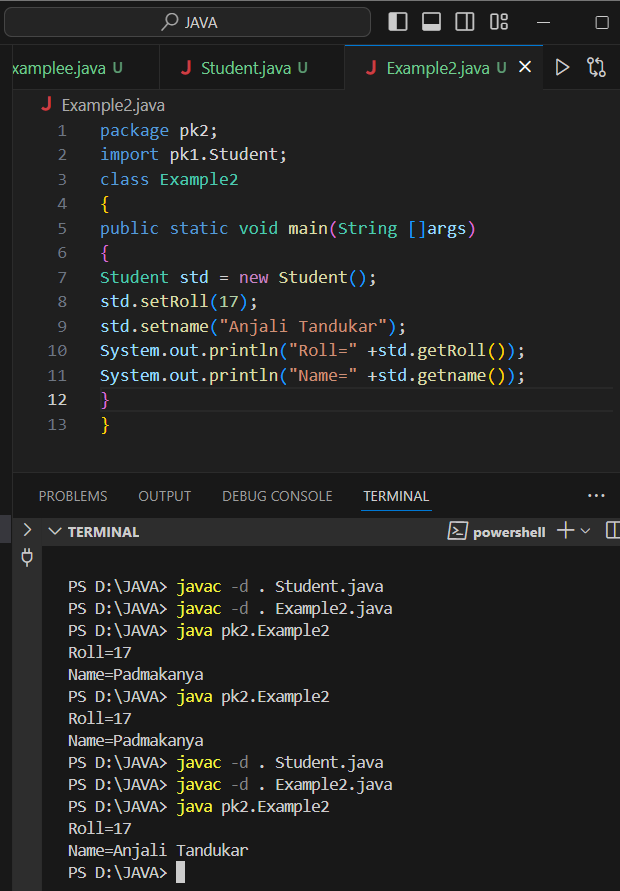 JAVA
xamplee.java U
J Student.java U
J Example2.java U
J Example2.java
1 package pk2;
2 import pk1.Student;
3 class Example2
4 {
5 public static void main(String []args)
6 {
7 Student std = new Student();
8 std.setRoll(17);
9 std.setname("Anjali Tandukar");
10 System.out.println("Roll=" +std.getRoll());
11 System.out.println("Name=" +std.getname());
12 }
13 }
PROBLEMS OUTPUT DEBUG CONSOLE TERMINAL
TERMINAL powershell
PS D:\JAVA> javac -d . Student.java
PS D:\JAVA> javac -d . Example2.java
PS D:\JAVA> java pk2.Example2
Roll=17
Name=Padmakanya
PS D:\JAVA> java pk2.Example2
Roll=17
Name=Padmakanya
PS D:\JAVA> javac -d . Student.java
PS D:\JAVA> javac -d . Example2.java
PS D:\JAVA> java pk2.Example2
Roll=17
Name=Anjali Tandukar
PS D:\JAVA>